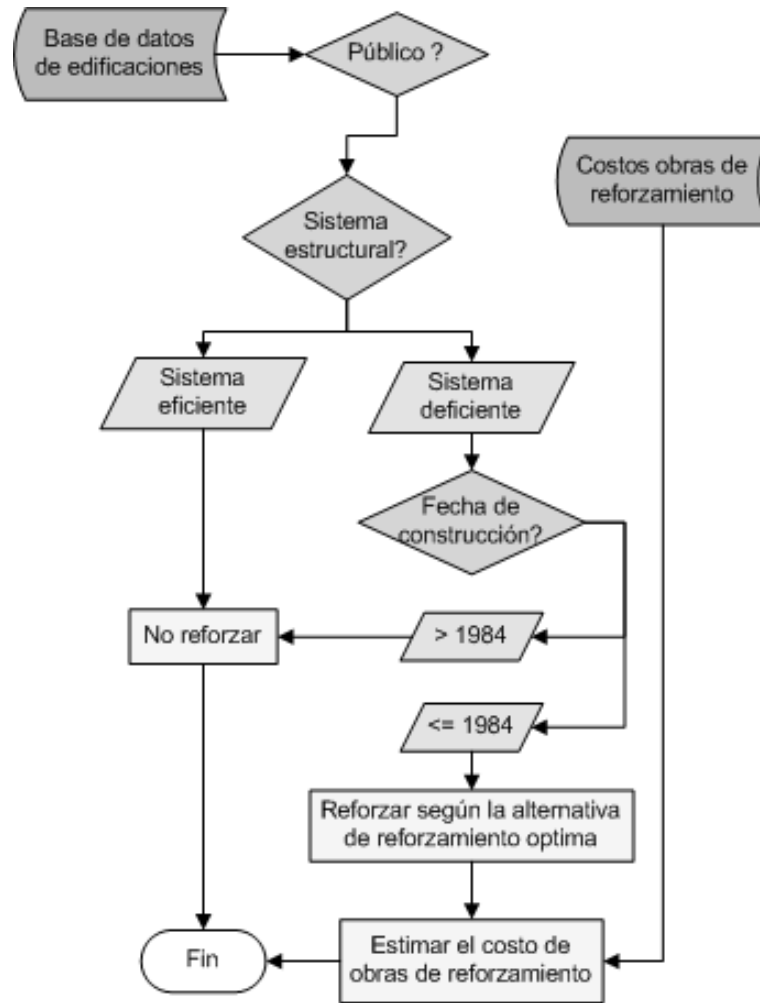 Base de datos
de edificaciones
Público ?
Costos obras de
reforzamiento
Sistema
estructural?
Sistema
eficiente
Sistema
deficiente
Fecha de
construcción?
No reforzar
> 1984
<= 1984
Reforzar según la alternativa
de reforzamiento optima
Fin
Estimar el costo de
obras de reforzamiento